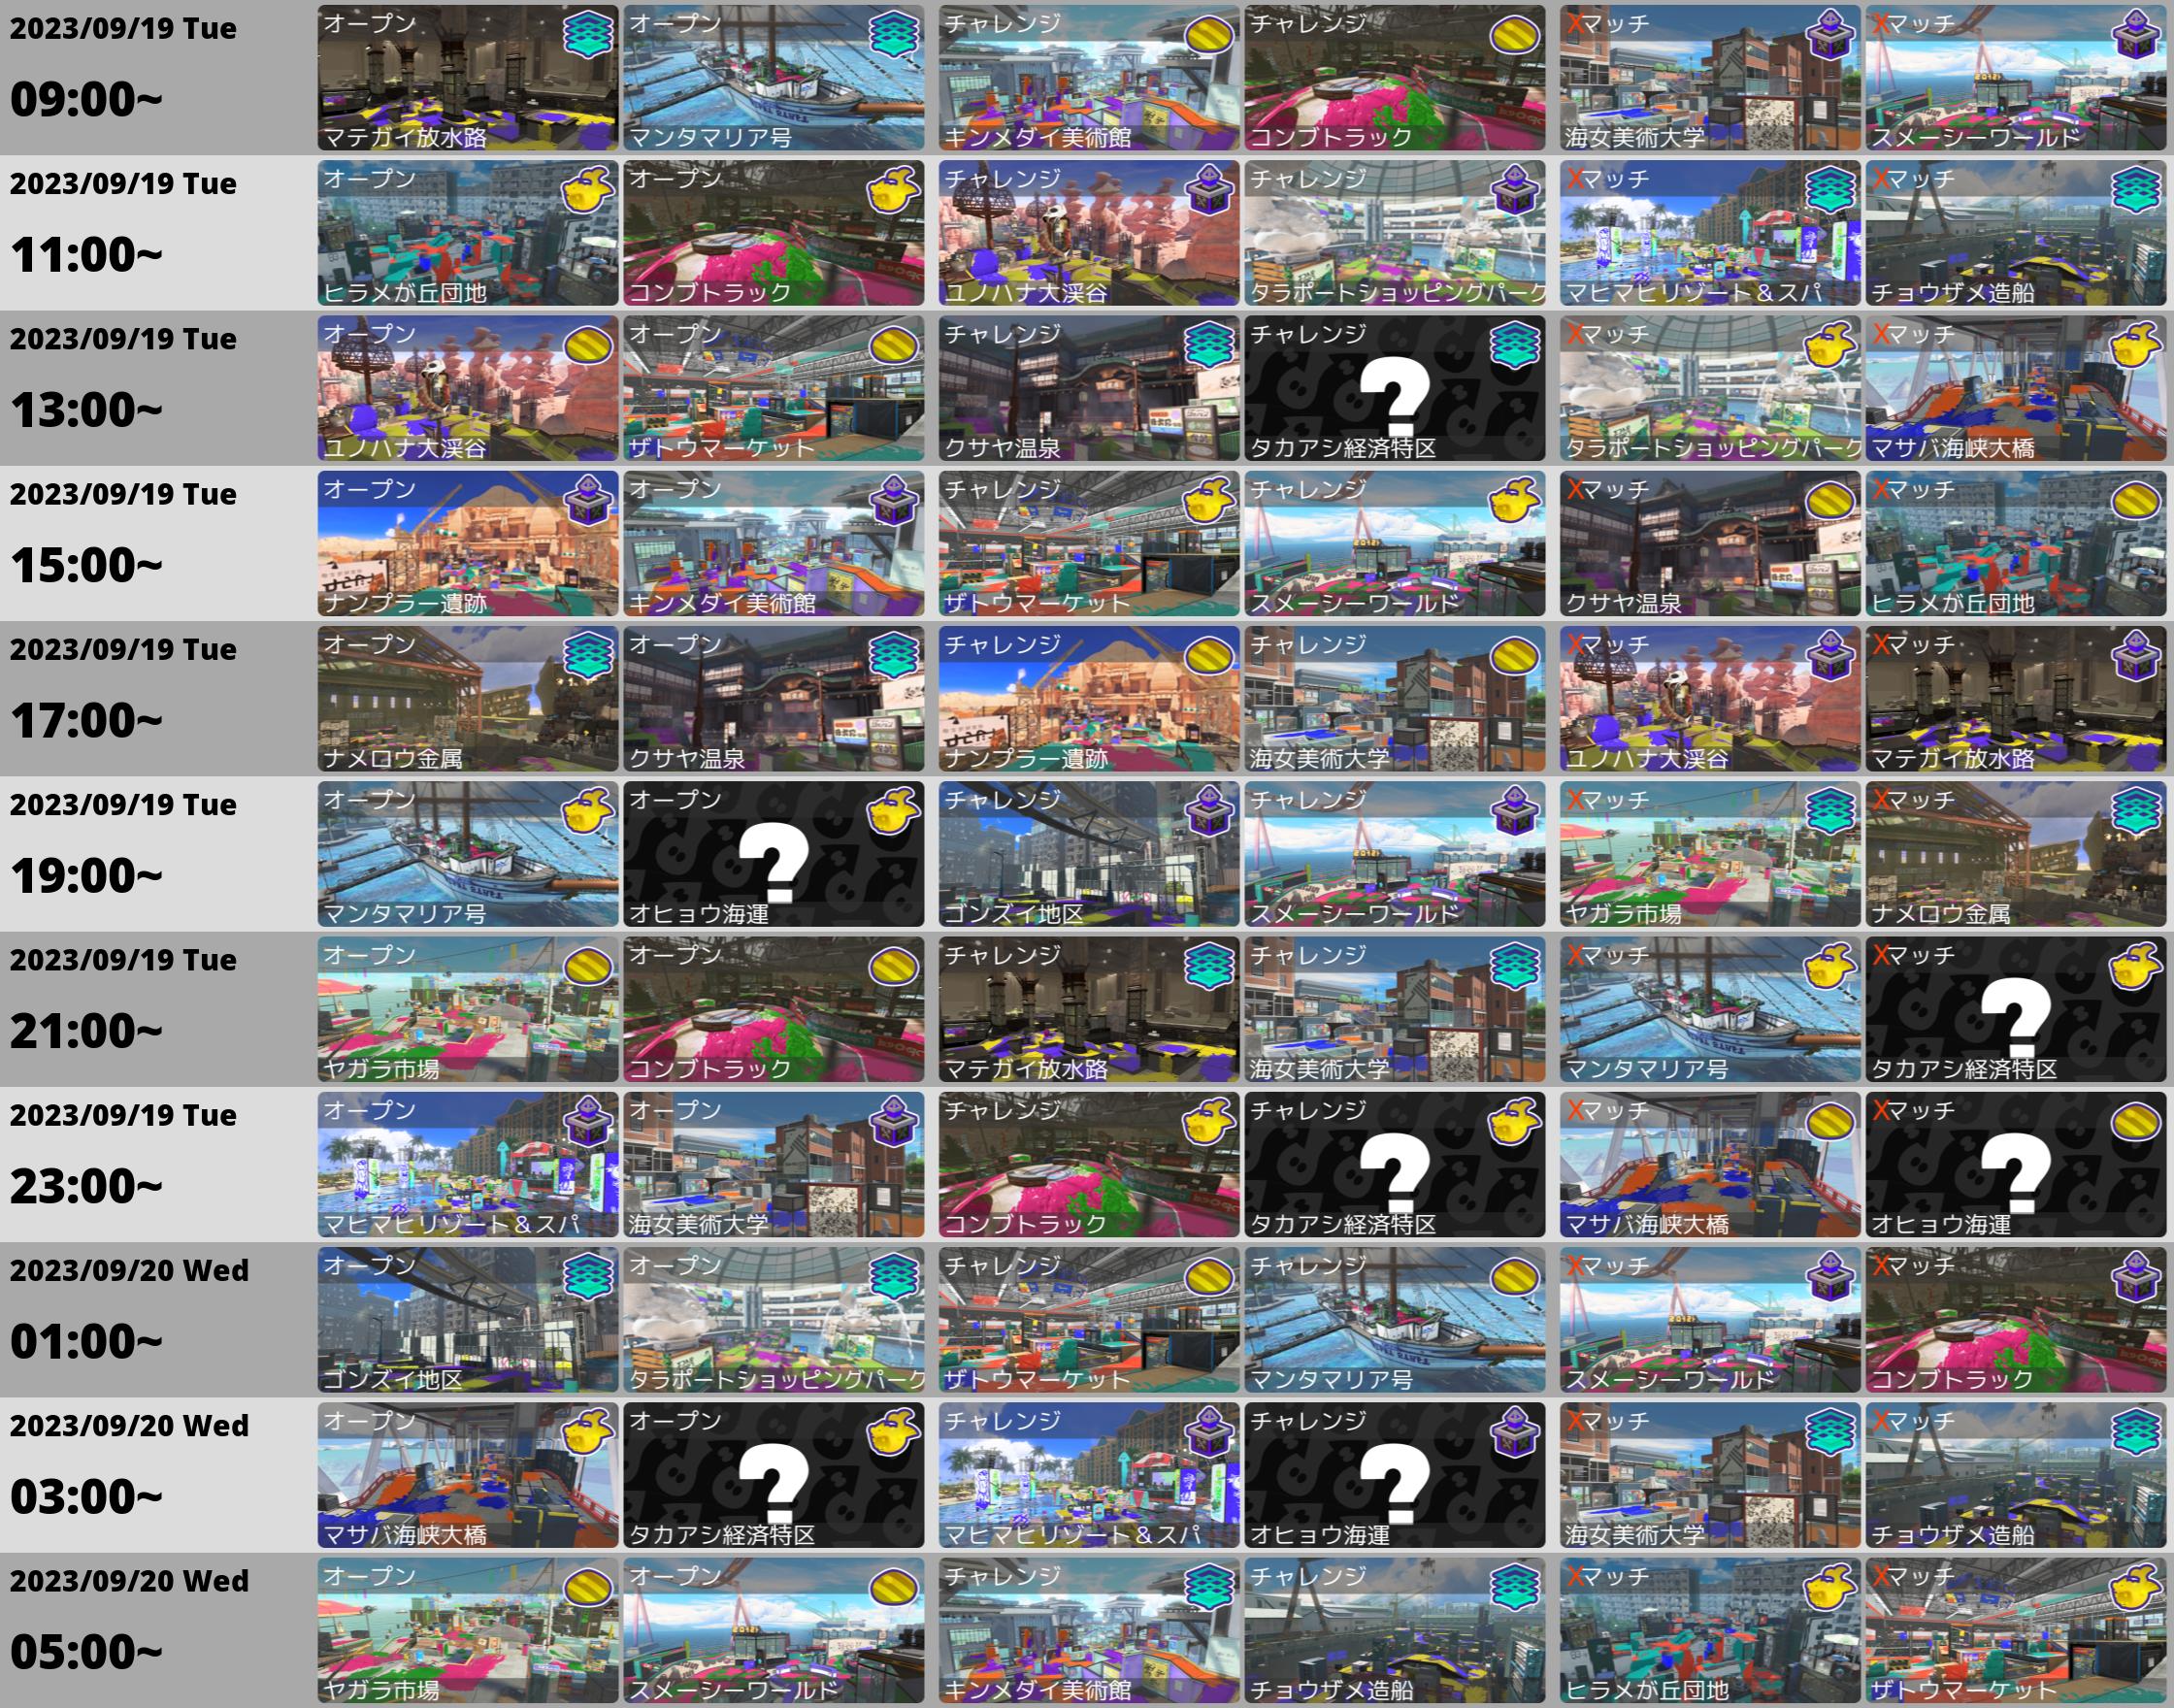 2023/09/19 Tue
09:00~
オープン
マテガイ放水路
オープン
マンタマリア号
チャレンジ
キンメダイ美術館
チャレンジ
コンブトラック
Xマッチ
海女美術大学
Xマッチ
スメーシーワールド
2023/09/19 Tue
11:00~
オープン
ヒラメが丘団地
オープン
コンブトラック
チャレンジ
ユノハナ大渓谷
チャレンジ
タラポートショッピングパーク
Xマッチ
マヒマヒリゾート&スパ
Xマッチ
チョウザメ造船
2023/09/19 Tue
13:00~
オープン
ユノハナ大渓谷
オープン
ザトウマーケット
チャレンジ
クサヤ温泉
チャレンジ
?
タカアシ経済特区
Xマッチ
タラポートショッピングパーク
Xマッチ
マサバ海峡大橋
2023/09/19 Tue
15:00~
オープン
ナンプラー遺跡
オープン
キンメダイ美術館
チャレンジ
ザトウマーケット
チャレンジ
スメーシーワールド
Xマッチ
クサヤ温泉
Xマッチ
ヒラメが丘団地
2023/09/19 Tue
17:00~
オープン
ナメロウ金属
オープン
クサヤ温泉
チャレンジ
ナンプラー遺跡
チャレンジ
海女美術大学
Xマッチ
ユノハナ大渓谷
Xマッチ
マテガイ放水路
2023/09/19 Tue
19:00~
オープン
マンタマリア号
オープン
?
オヒョウ海運
チャレンジ
ゴンズイ地区
チャレンジ
スメーシーワールド
Xマッチ
ヤガラ市場
Xマッチ
ナメロウ金属
2023/09/19 Tue
21:00~
オープン
ヤガラ市場
オープン
コンブトラック
チャレンジ
マテガイ放水路
チャレンジ
海女美術大学
Xマッチ
マンタマリア号
Xマッチ
?
タカアシ経済特区
2023/09/19 Tue
23:00~
オープン
マヒマヒリゾート&スパ
オープン
海女美術大学
チャレンジ
コンブトラック
チャレンジ
?
タカアシ経済特区
Xマッチ
マサバ海峡大橋
Xマッチ
?
オヒョウ海運
2023/09/20 Wed
01:00~
オープン
ゴンズイ地区
オープン
タラポートショッピングパーク
チャレンジ
ザトウマーケット
チャレンジ
マンタマリア号
Xマッチ
スメーシーワールド
Xマッチ
コンブトラック
2023/09/20 Wed
03:00~
オープン
マサバ海峡大橋
オープン
?
タカアシ経済特区
チャレンジ
マヒマヒリゾート&スパ
チャレンジ
?
オヒョウ海運
Xマッチ
海女美術大学
Xマッチ
チョウザメ造船
2023/09/20 Wed
05:00~
オープン
ヤガラ市場
オープン
スメーシーワールド
チャレンジ
キンメダイ美術館
チャレンジ
チョウザメ造船
Xマッチ
ヒラメが丘団地
Xマッチ
ザトウマーケット